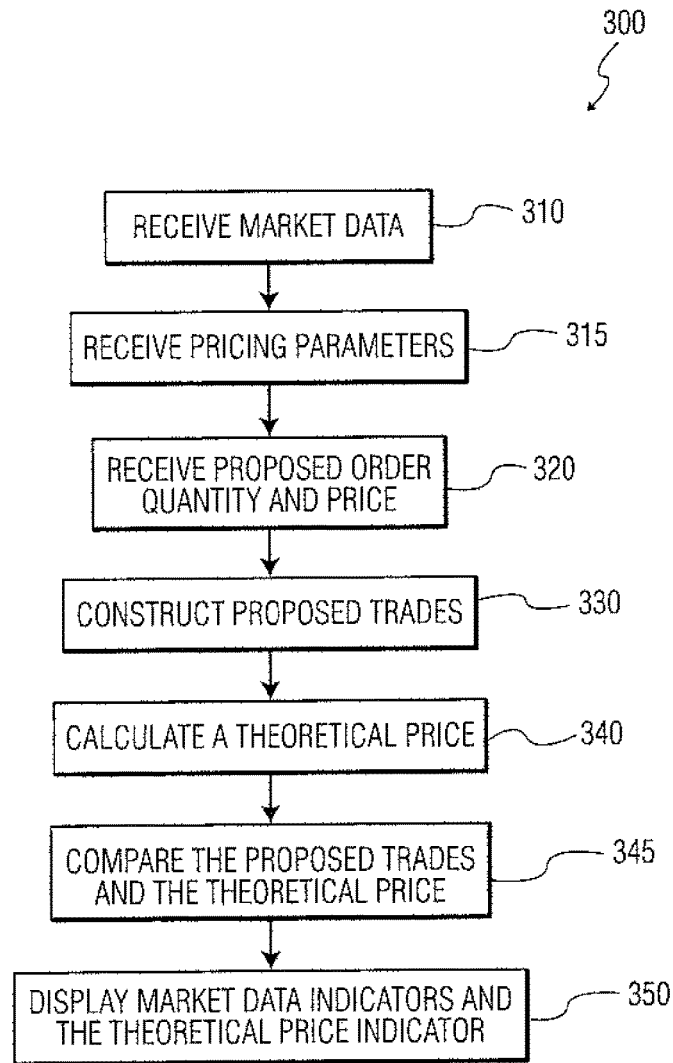 300
RECEIVE MARKET DATA
310
RECEIVE PRICING PARAMETERS
315
RECEIVE PROPOSED ORDER
QUANTITY AND PRICE
320
CONSTRUCT PROPOSED TRADES
330
CALCULATE A THEORETICAL PRICE
340
COMPARE THE PROPOSED TRADES
AND THE THEORETICAL PRICE
345
DISPLAY MARKET DATA INDICATORS AND
THE THEORETICAL PRICE INDICATOR
350